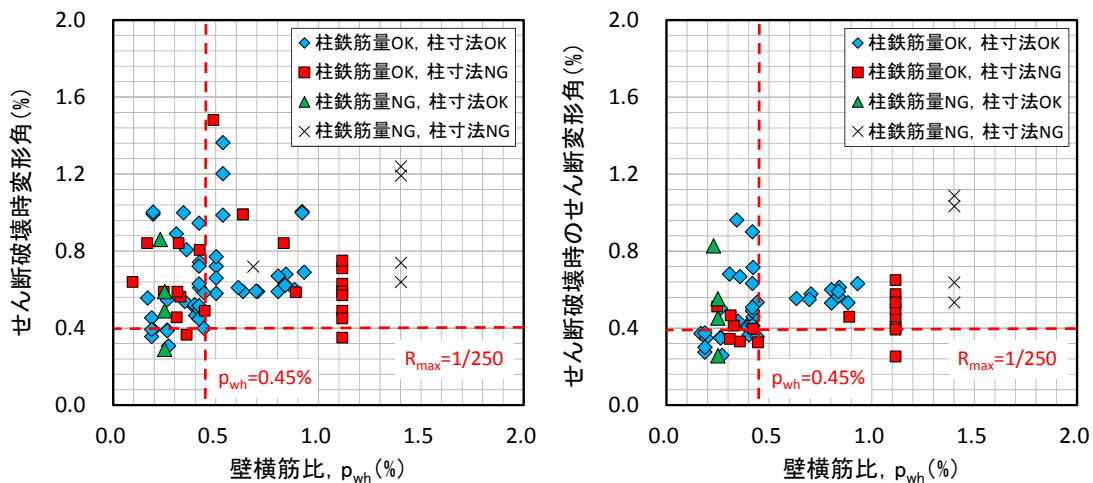 せん断破壊時変形角(%)
2.0
1.6
1.2
0.8
0.4
0.0
柱鉄筋量OK, 柱寸法OK
柱鉄筋量OK, 柱寸法NG
柱鉄筋量NG, 柱寸法OK
柱鉄筋量NG, 柱寸法NG
Rmax=1/250
pwh=0.45%
0.0 0.5 1.0 1.5 2.0
壁横筋比, pwh(%)
せん断破壊時のせん断変形角(%)
2.0
1.6
1.2
0.8
0.4
0.0
柱鉄筋量OK, 柱寸法OK
柱鉄筋量OK, 柱寸法NG
柱鉄筋量NG, 柱寸法OK
柱鉄筋量NG, 柱寸法NG
Rmax=1/250
pwh=0.45%
0.0 0.5 1.0 1.5 2.0
壁横筋比, pwh(%)